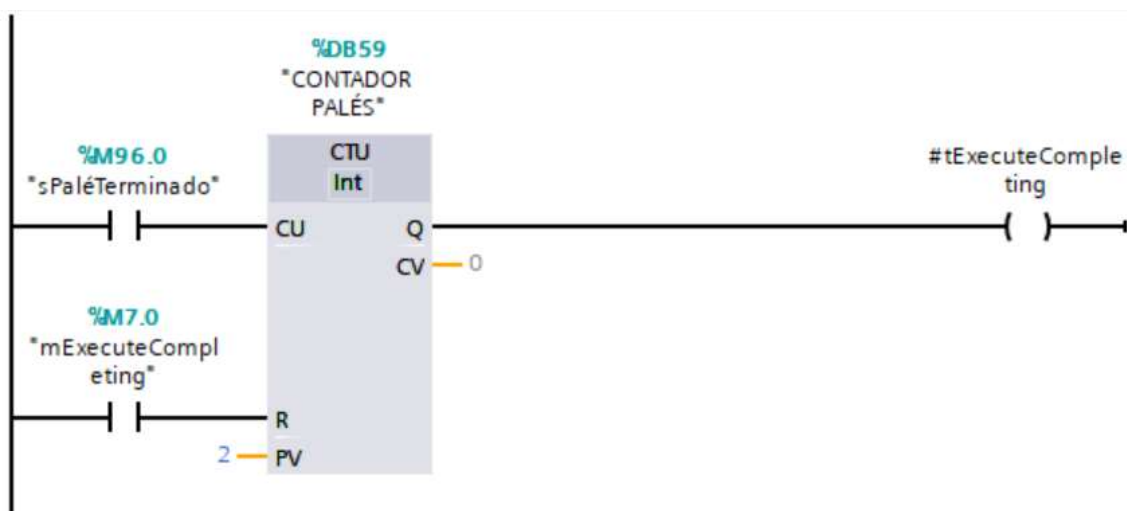 %DB59
"CONTADOR
PALÉS"
CTU
Int
%M96.0
"sPaléTerminado"
#tExecuteComple
ting
CU
Q
CV
0
%M7.0
"mExecuteCompl
eting"
R
2
PV